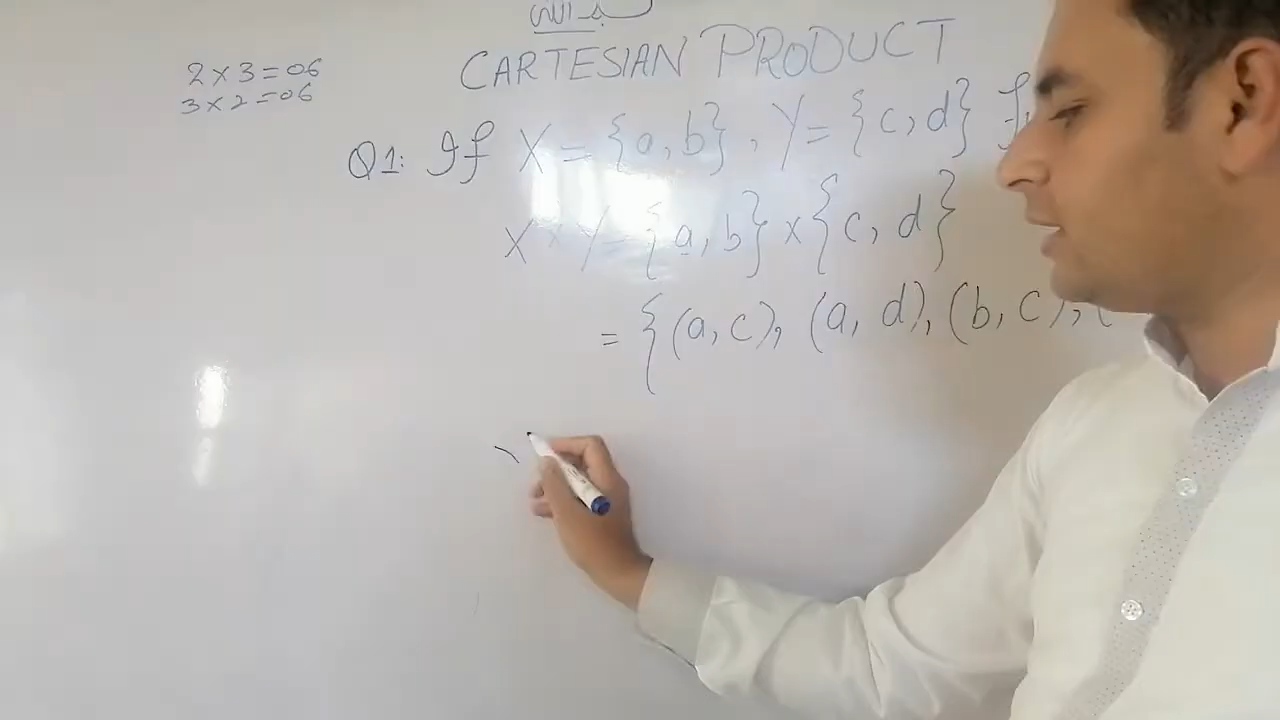 CARTESIAN PRODUCT
2 × 3 = 06
3 × 2 = 06
Q1: If X = {a, b}, Y = {c, d}
X × Y = {a, b} × {c, d}
= {(a, c), (a, d), (b, c), (